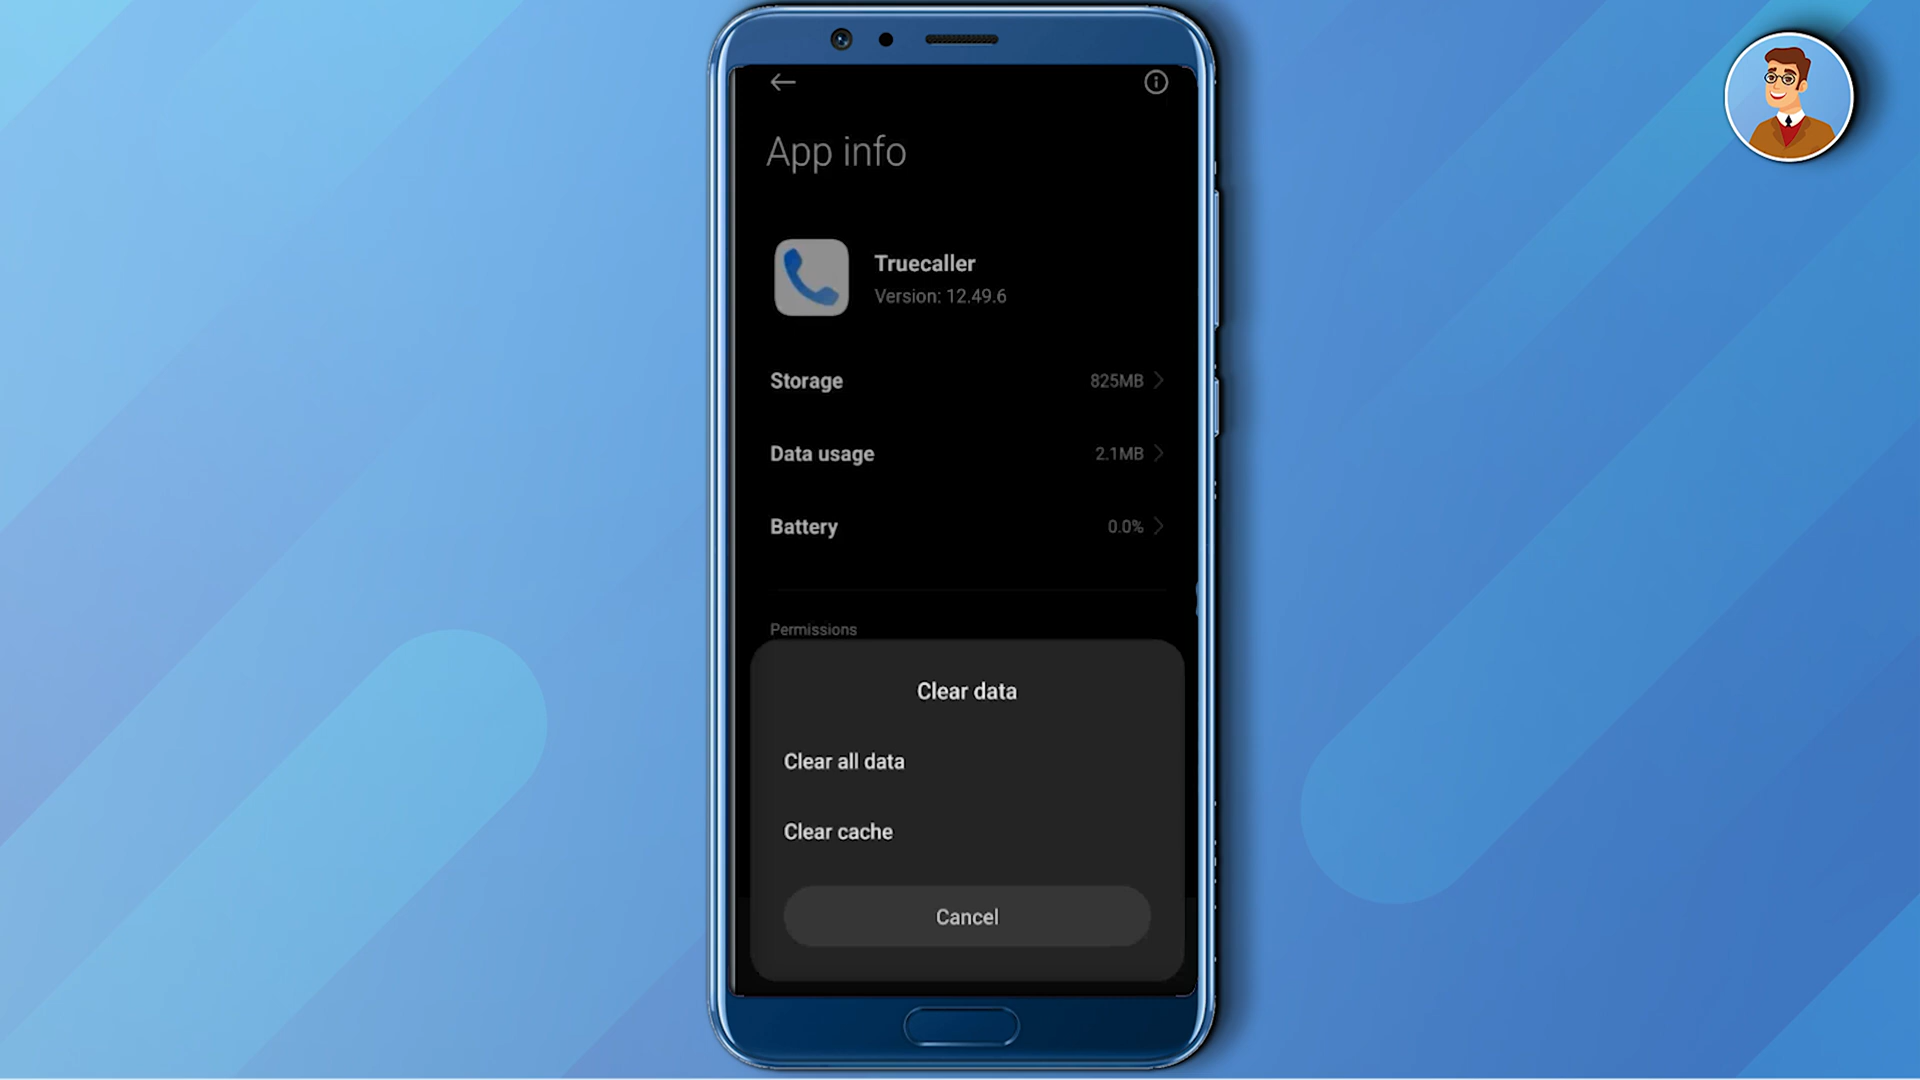 App info
Truecaller
Version: 12.49.6
Storage 825MB
Data usage 2.1MB
Battery 0.0%
Permissions
Clear data
Clear all data
Clear cache
Cancel